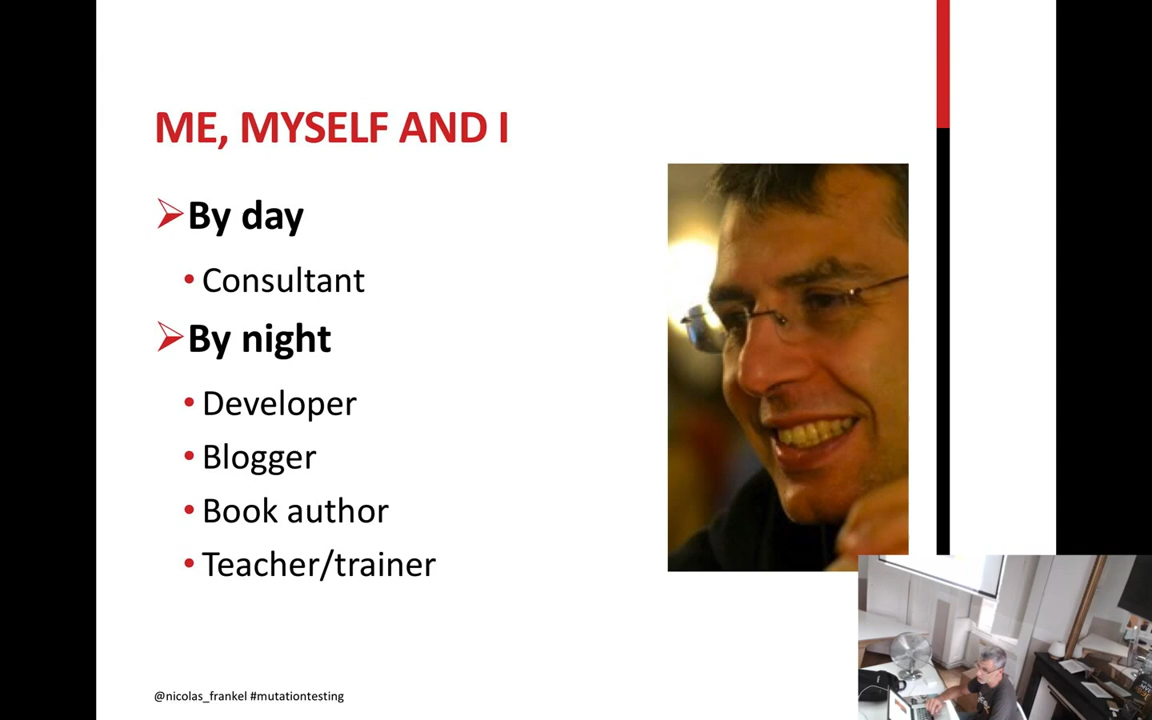 ME, MYSELF AND I
By day
Consultant
By night
Developer
Blogger
Book author
Teacher/trainer
@nicolas_frankel #mutationtesting